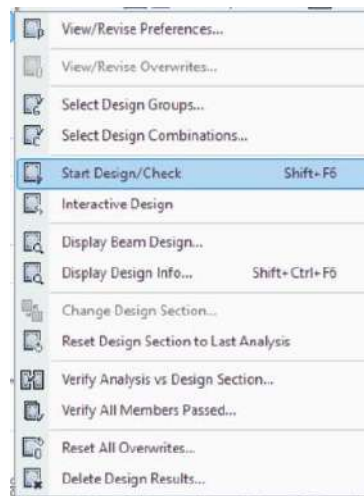 View/Revise Preferences...
View/Revise Overwrites...
Select Design Groups...
Select Design Combinations...
Start Design/Check Shift+F6
Interactive Design
Display Beam Design...
Display Design Info... Shift+Ctrl+F6
Change Design Section...
Reset Design Section to Last Analysis
Verify Analysis vs Design Section...
Verify All Members Passed...
Reset All Overwrites...
Delete Design Results...